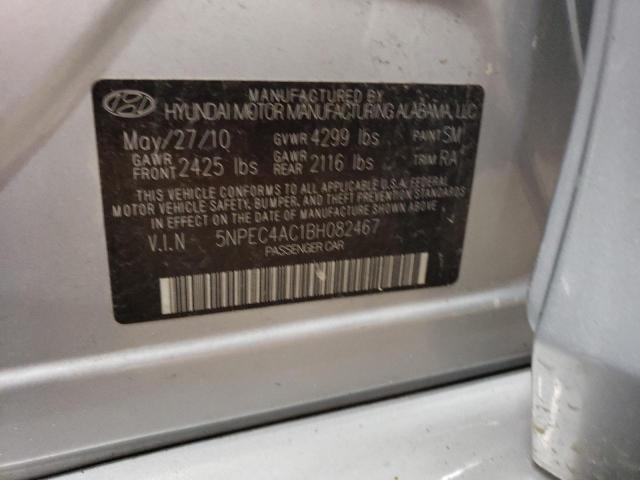 MANUFACTURED BY
HYUNDAI MOTOR MANUFACTURING ALABAMA, LLC
May/27/10 GVWR 4299 lbs PAINT SM
GAWR FRONT 2425 lbs GAWR REAR 2116 lbs TRIM RA
THIS VEHICLE CONFORMS TO ALL APPLICABLE U.S.A. FEDERAL
MOTOR VEHICLE SAFETY, BUMPER, AND THEFT PREVENTION STANDARDS
IN EFFECT ON THE DATE OF MANUFACTURE SHOWN ABOVE.
V.I.N 5NPEC4AC1BH082467
PASSENGER CAR